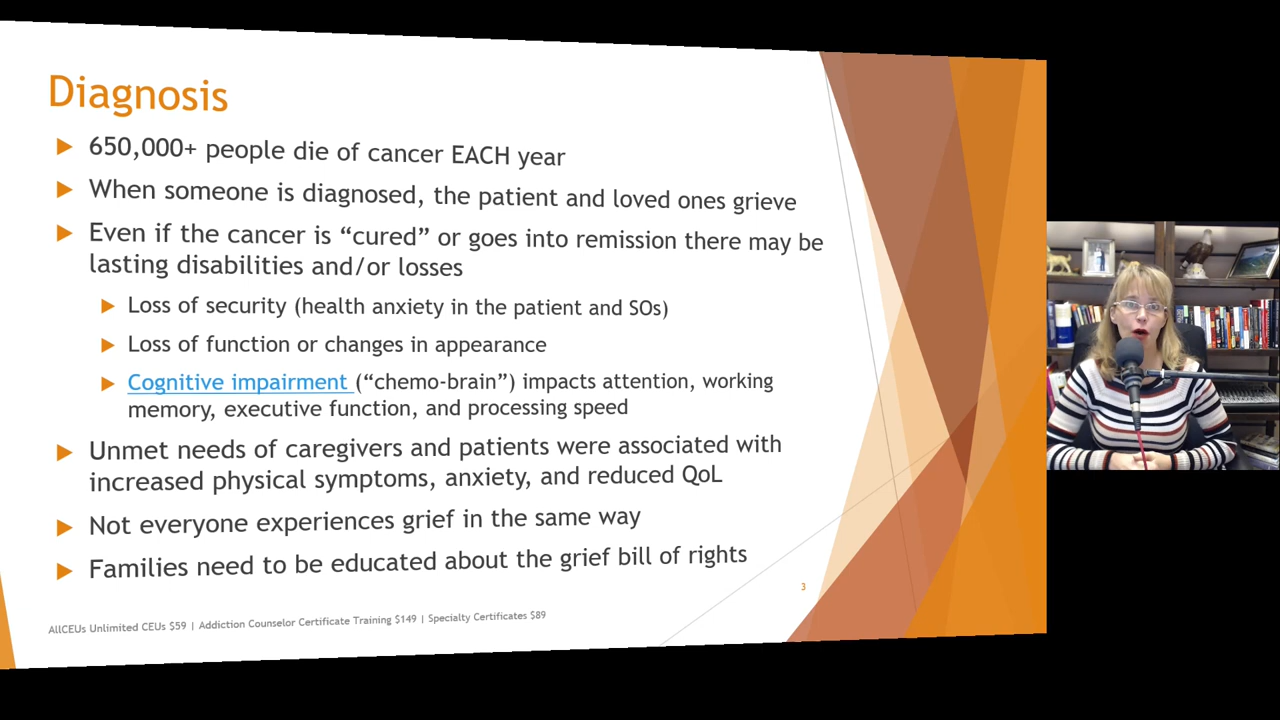 Diagnosis
650,000+ people die of cancer EACH year
When someone is diagnosed, the patient and loved ones grieve
Even if the cancer is “cured” or goes into remission there may be
lasting disabilities and/or losses
Loss of security (health anxiety in the patient and SOs)
Loss of function or changes in appearance
Cognitive impairment (“chemo-brain”) impacts attention, working
memory, executive function, and processing speed
Unmet needs of caregivers and patients were associated with
increased physical symptoms, anxiety, and reduced QoL
Not everyone experiences grief in the same way
Families need to be educated about the grief bill of rights
3
AllCEUs Unlimited CEUs $59 | Addiction Counselor Certificate Training $149 | Specialty Certificates $89